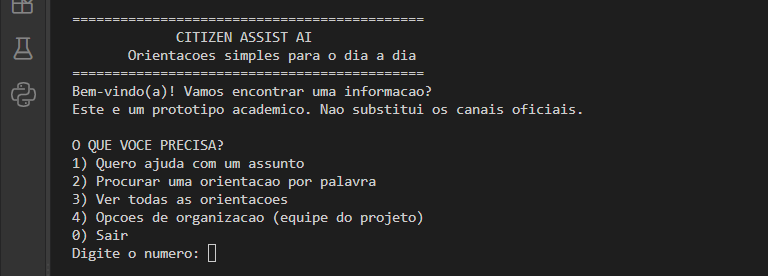 ============================================
CITIZEN ASSIST AI
Orientacoes simples para o dia a dia
============================================
Bem-vindo(a)! Vamos encontrar uma informacao?
Este e um prototipo academico. Nao substitui os canais oficiais.
O QUE VOCE PRECISA?
1) Quero ajuda com um assunto
2) Procurar uma orientacao por palavra
3) Ver todas as orientacoes
4) Opcoes de organizacao (equipe do projeto)
0) Sair
Digite o numero: